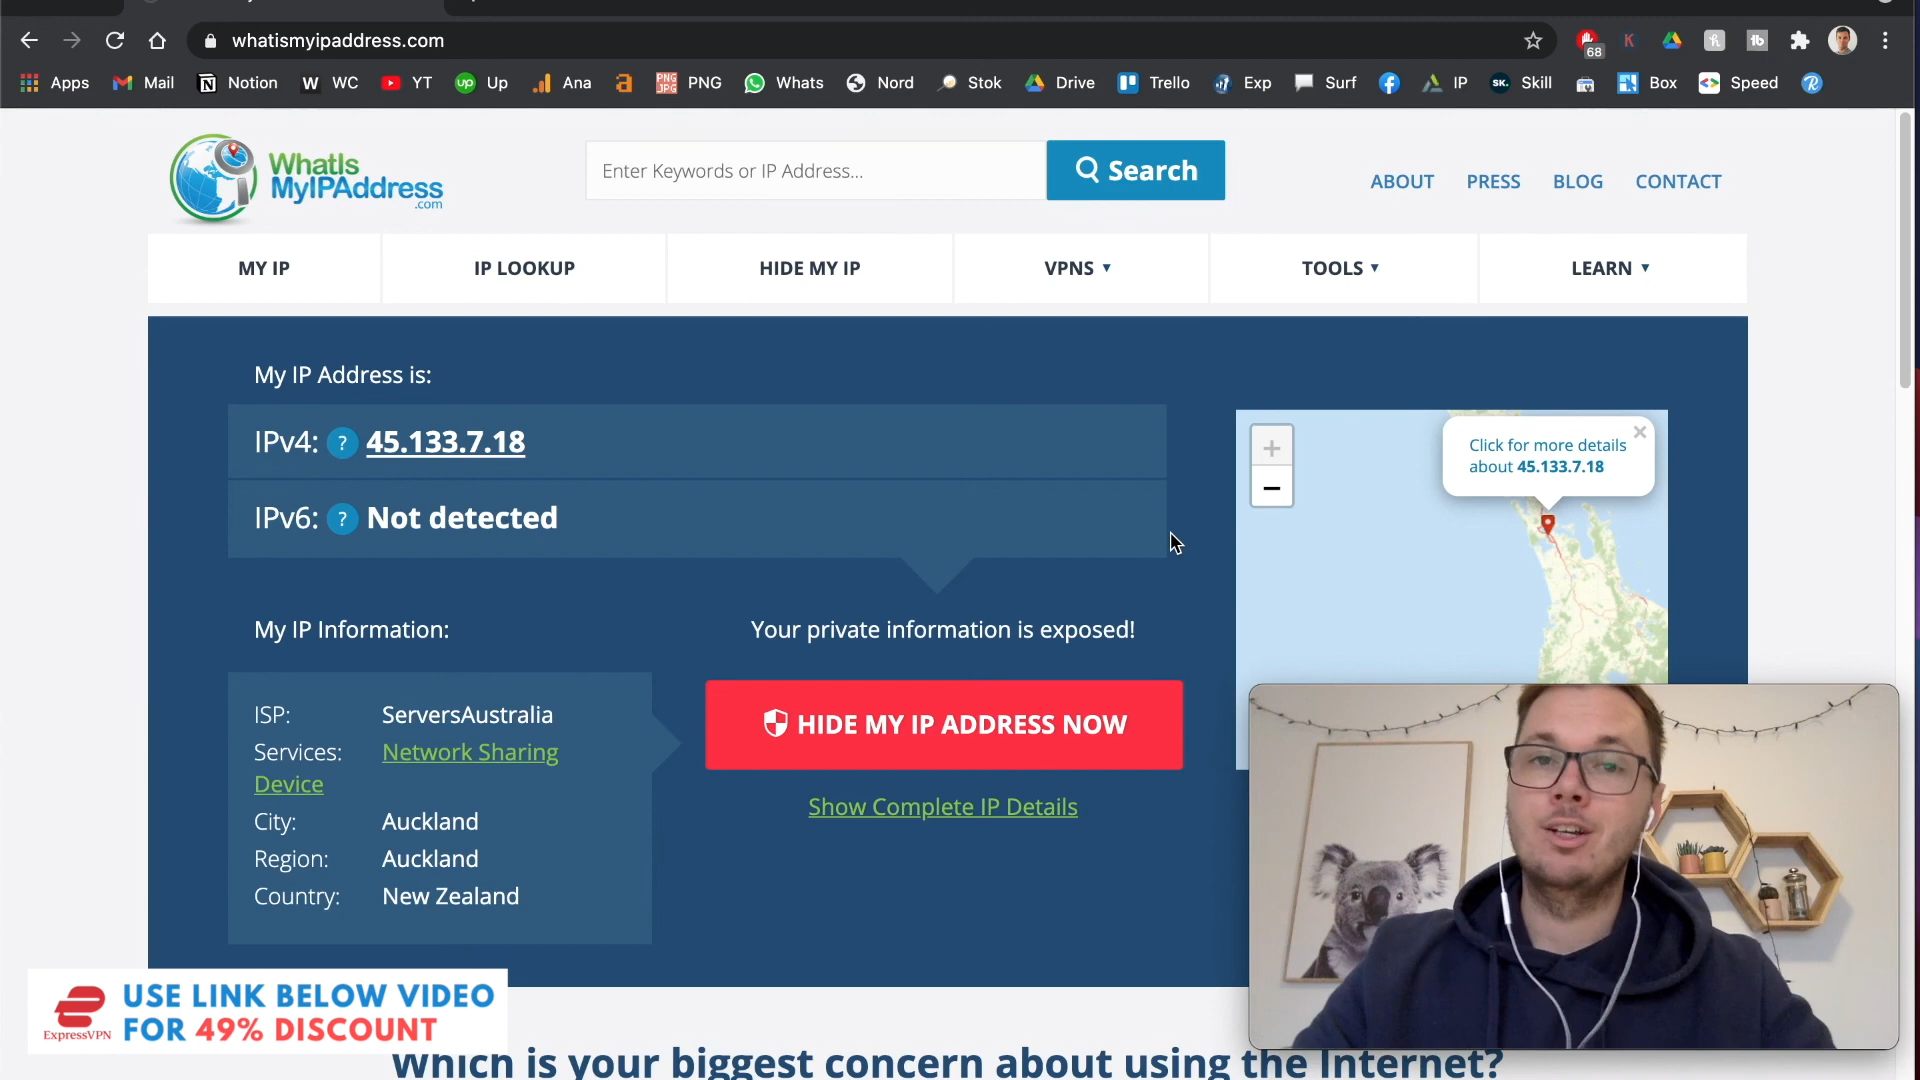 whatismyipaddress.com
68
Apps Mail Notion WC YT Up Ana PNG Whats Nord Stok Drive Trello Exp Surf IP Skill Box Speed
WhatIs
MyIPAddress
.com
Enter Keywords or IP Address...
Search
ABOUT PRESS BLOG CONTACT
MY IP IP LOOKUP HIDE MY IP VPNS TOOLS LEARN
My IP Address is:
IPv4: ? 45.133.7.18
IPv6: ? Not detected
Click for more details
about 45.133.7.18
My IP Information:
Your private information is exposed!
ISP: ServersAustralia
Services: Network Sharing
Device
City: Auckland
Region: Auckland
Country: New Zealand
HIDE MY IP ADDRESS NOW
Show Complete IP Details
ExpressVPN
USE LINK BELOW VIDEO
FOR 49% DISCOUNT
Which is your biggest concern about using the Internet?